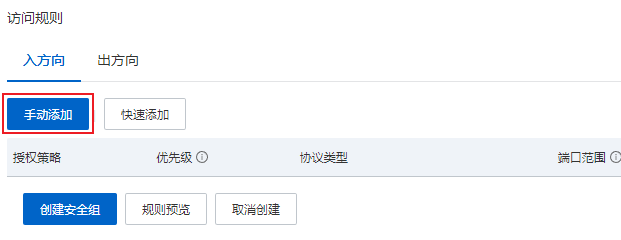 访问规则
入方向 出方向
手动添加 快速添加
授权策略 优先级 协议类型 端口范围
创建安全组 规则预览 取消创建